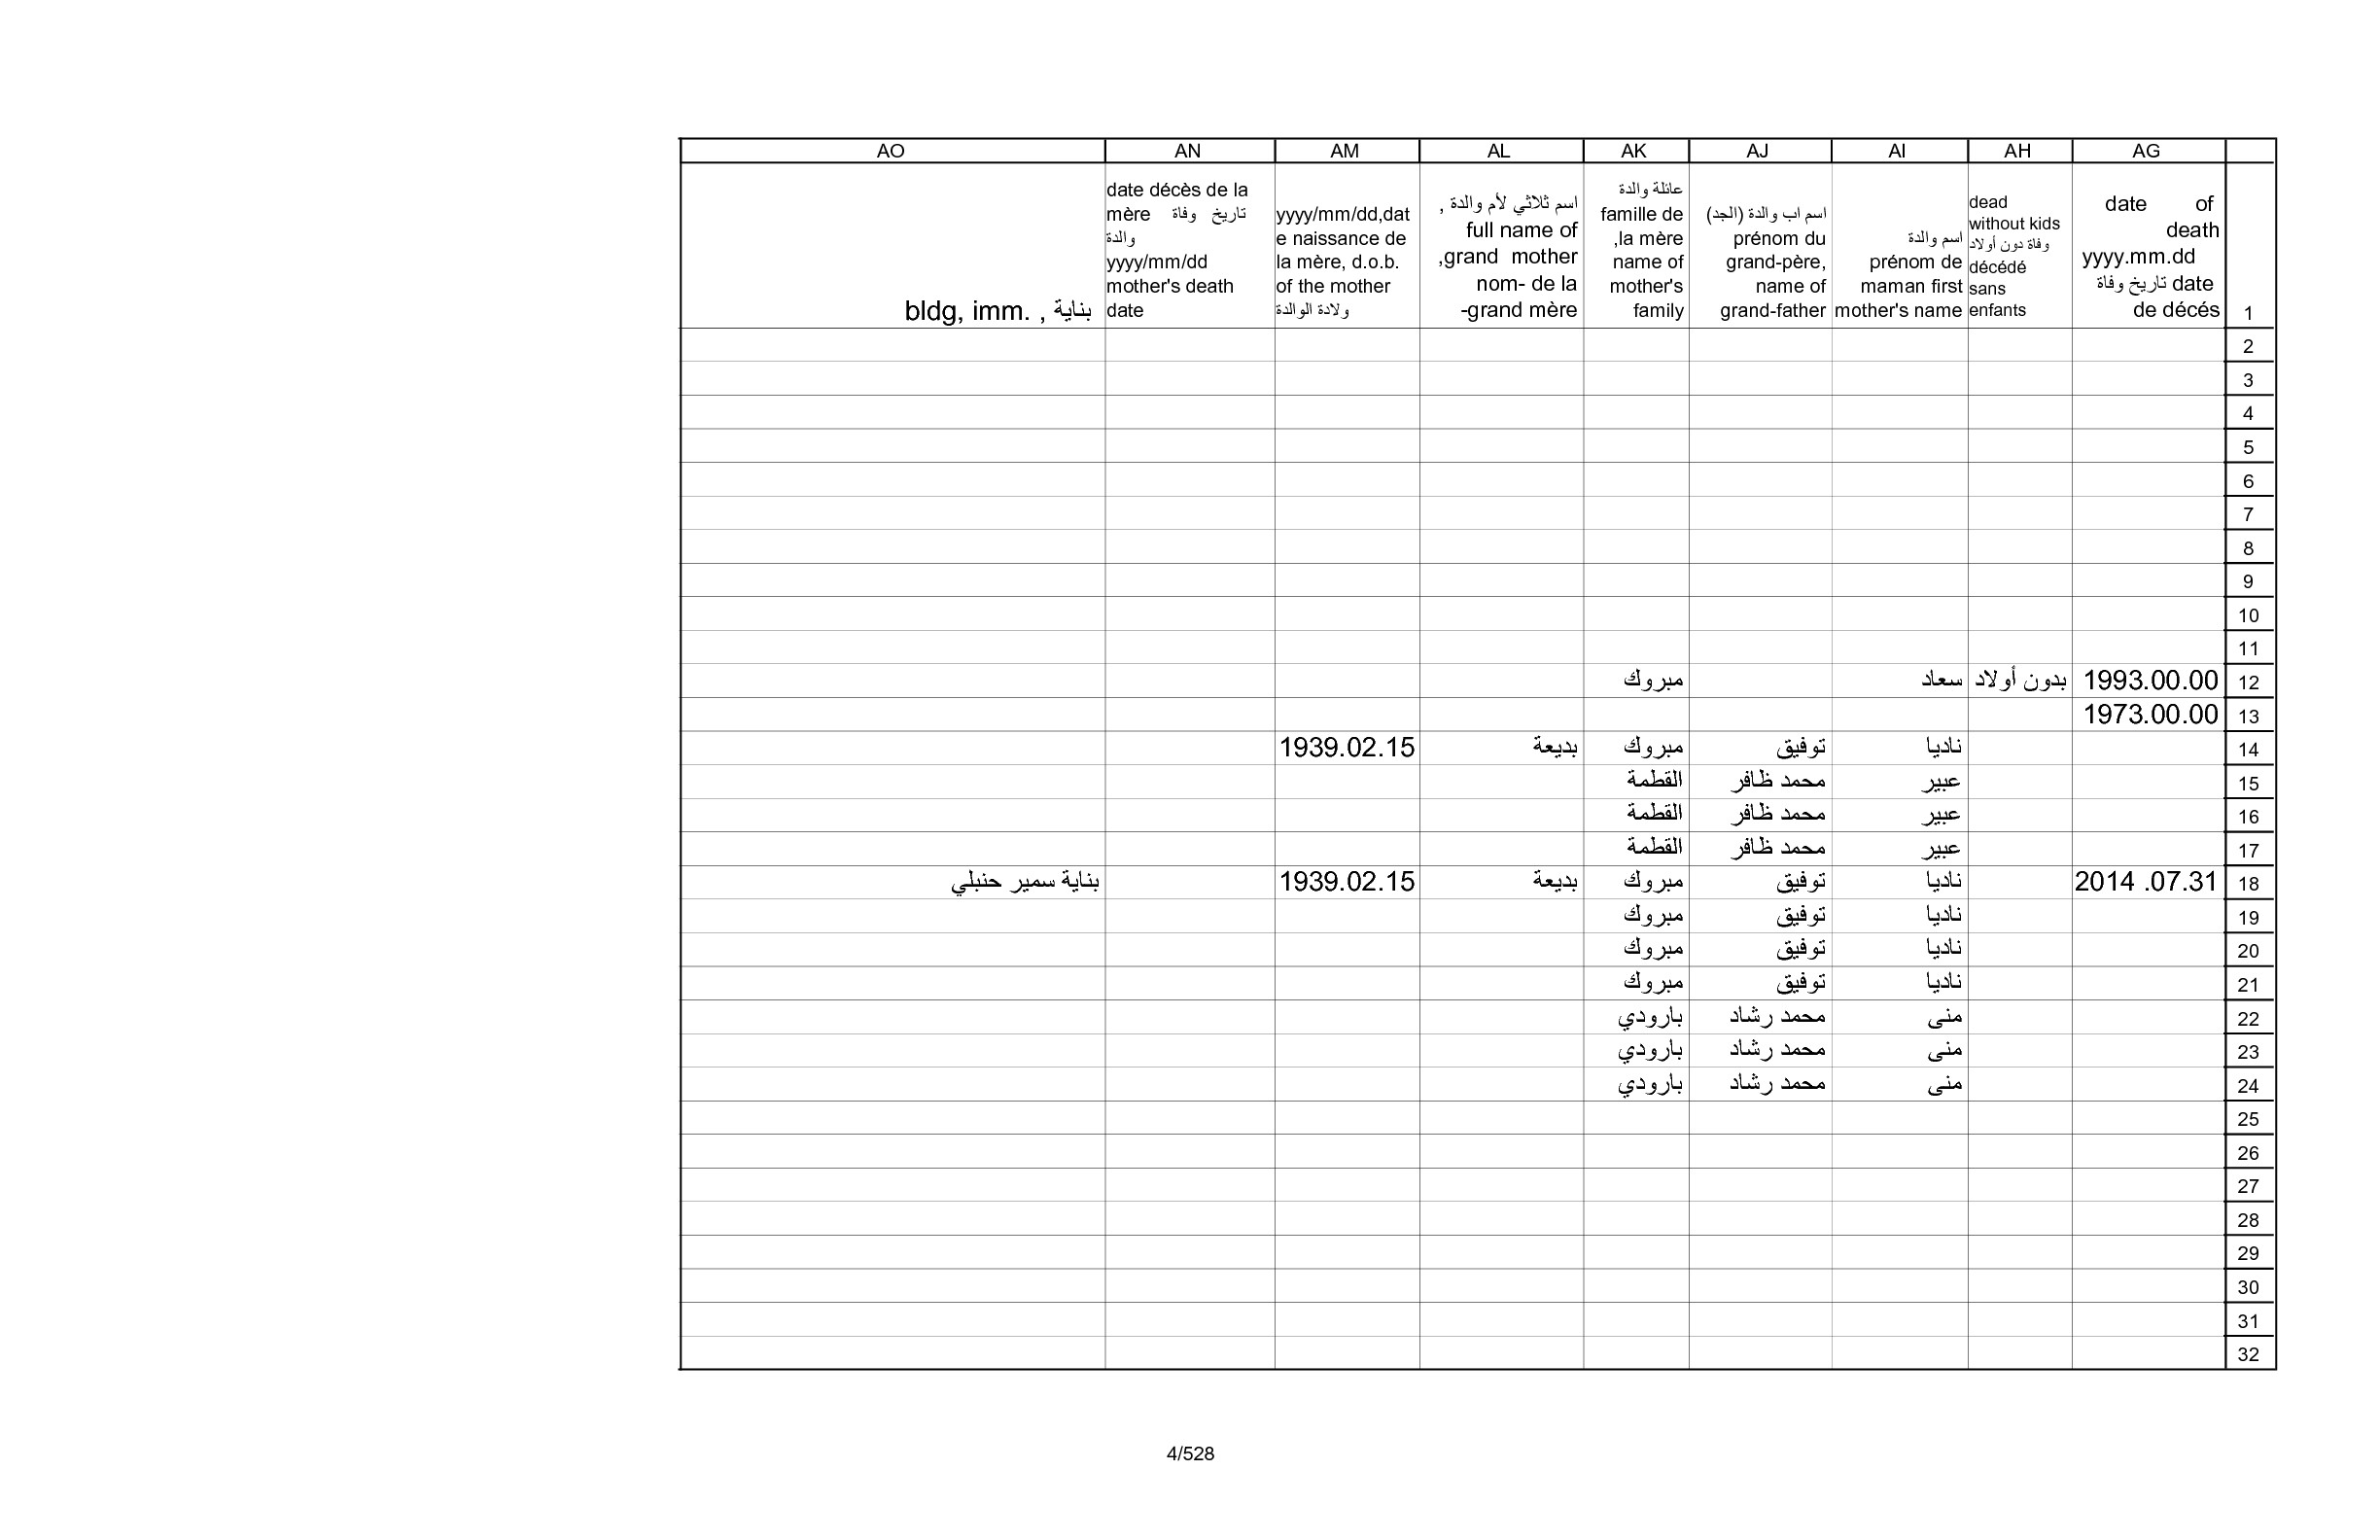 AG AH AI AJ AK AL AM AN AO
date of
death
yyyy.mm.dd
تاريخ وفاة date
de décés
dead
without kids
وفاة دون أولاد
décédé
sans
enfants
اسم والدة
prénom de
maman first
mother's name
اسم اب والدة (الجد)
prénom du
grand-père,
name of
grand-father
عائلة والدة
famille de
,la mère
name of
mother's
family
اسم ثلاثي لأم والدة ,
full name of
,grand mother
nom- de la
-grand mère
yyyy/mm/dd,dat
e naissance de
la mère, d.o.b.
of the mother
ولادة الوالدة
date décès de la
mère تاريخ وفاة
والدة
yyyy/mm/dd
mother's death
date
bldg, imm. , بناية
1
2
3
4
5
6
7
8
9
10
11
12 1993.00.00 بدون أولاد سعاد مبروك
13 1973.00.00
14 ناديا توفيق مبروك بديعة 1939.02.15
15 عبير محمد ظافر القطمة
16 عبير محمد ظافر القطمة
17 عبير محمد ظافر القطمة
18 2014 .07.31 ناديا توفيق مبروك بديعة 1939.02.15 بناية سمير حنبلي
19 ناديا توفيق مبروك
20 ناديا توفيق مبروك
21 ناديا توفيق مبروك
22 منى محمد رشاد بارودي
23 منى محمد رشاد بارودي
24 منى محمد رشاد بارودي
25
26
27
28
29
30
31
32
4/528